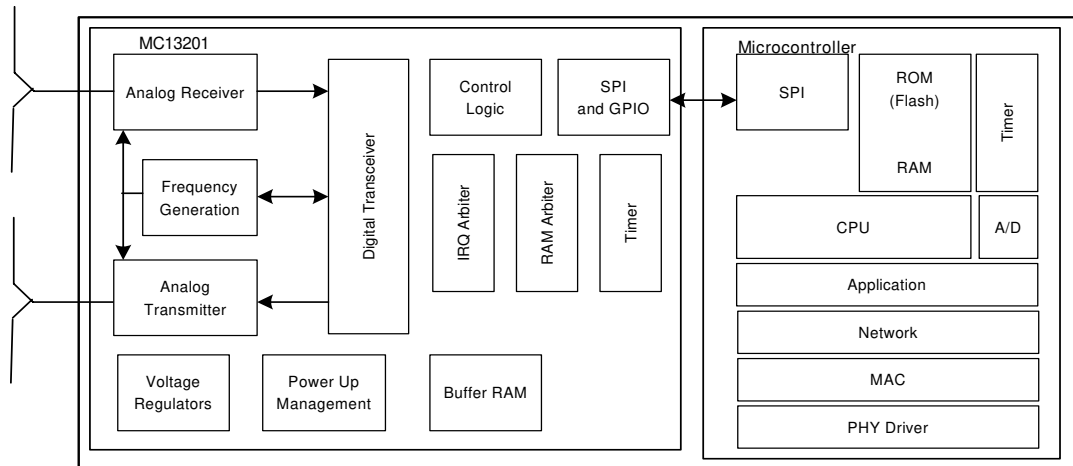 MC13201
Analog Receiver
Frequency
Generation
Analog
Transmitter
Digital Transceiver
Control
Logic
SPI
and GPIO
IRQ Arbiter
RAM Arbiter
Timer
Voltage
Regulators
Power Up
Management
Buffer RAM
Microcontroller
SPI
ROM
(Flash)
RAM
Timer
CPU
A/D
Application
Network
MAC
PHY Driver